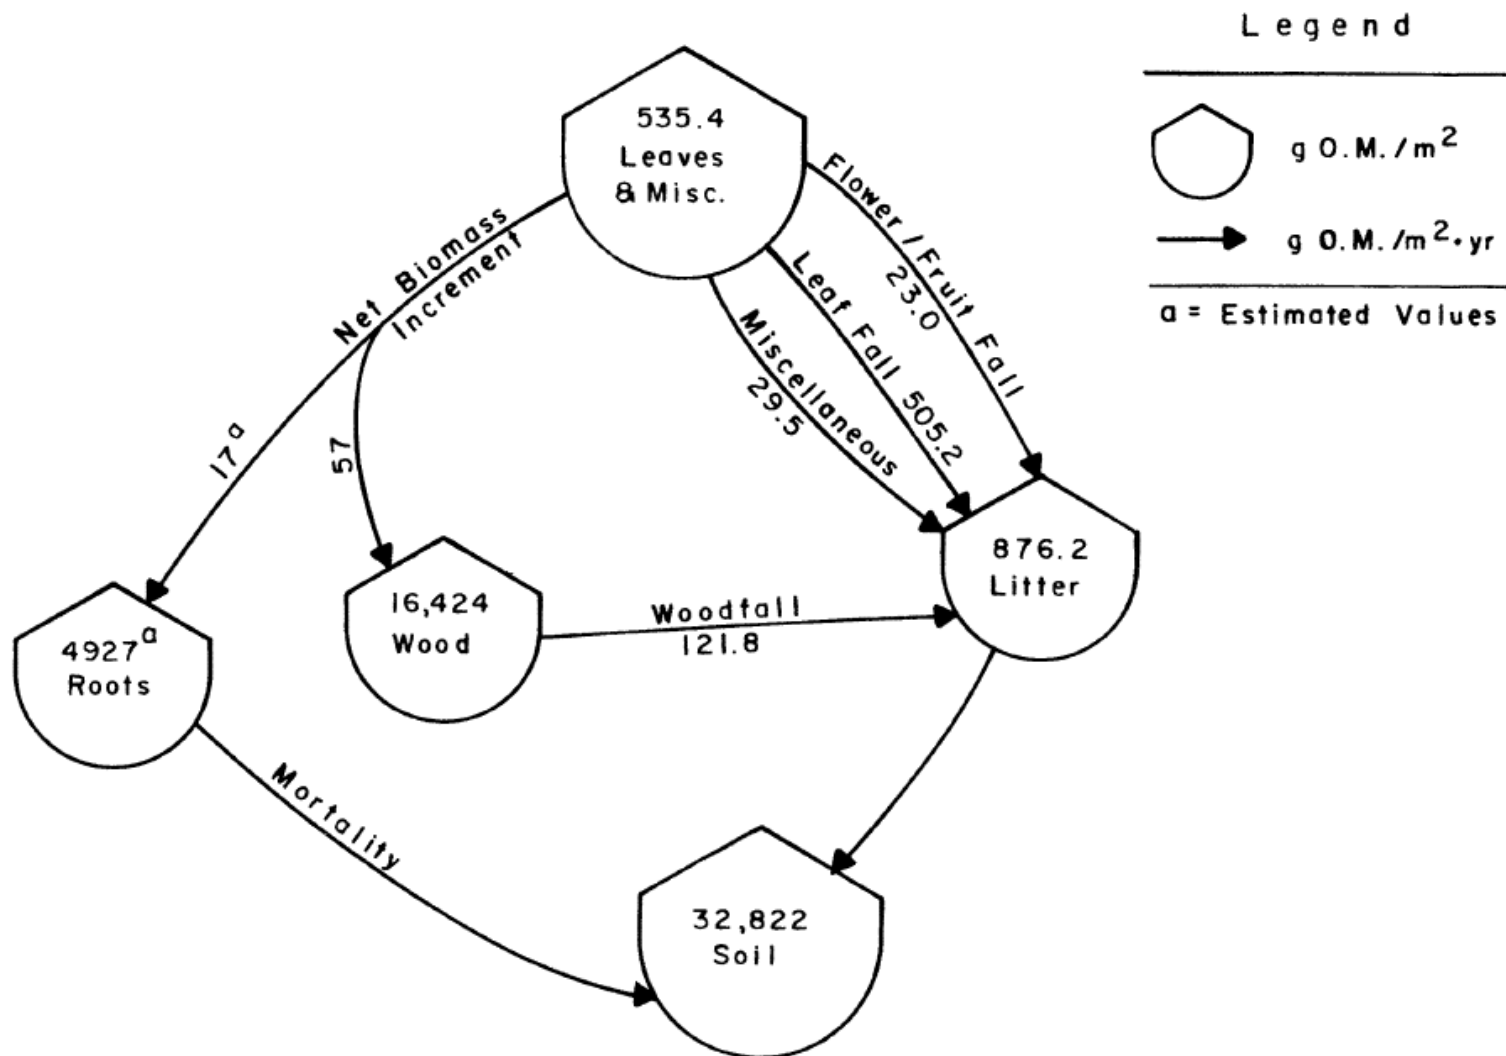 Legend
g O.M./m²
g O.M./m²·yr
a = Estimated Values
535.4
Leaves
& Misc.
Net Biomass
Increment
Flower/Fruit Fall
23.0
Leaf Fall 505.2
Miscellaneous
29.5
17ᵃ
57
876.2
Litter
16,424
Wood
Woodfall
121.8
4927ᵃ
Roots
Mortality
32,822
Soil